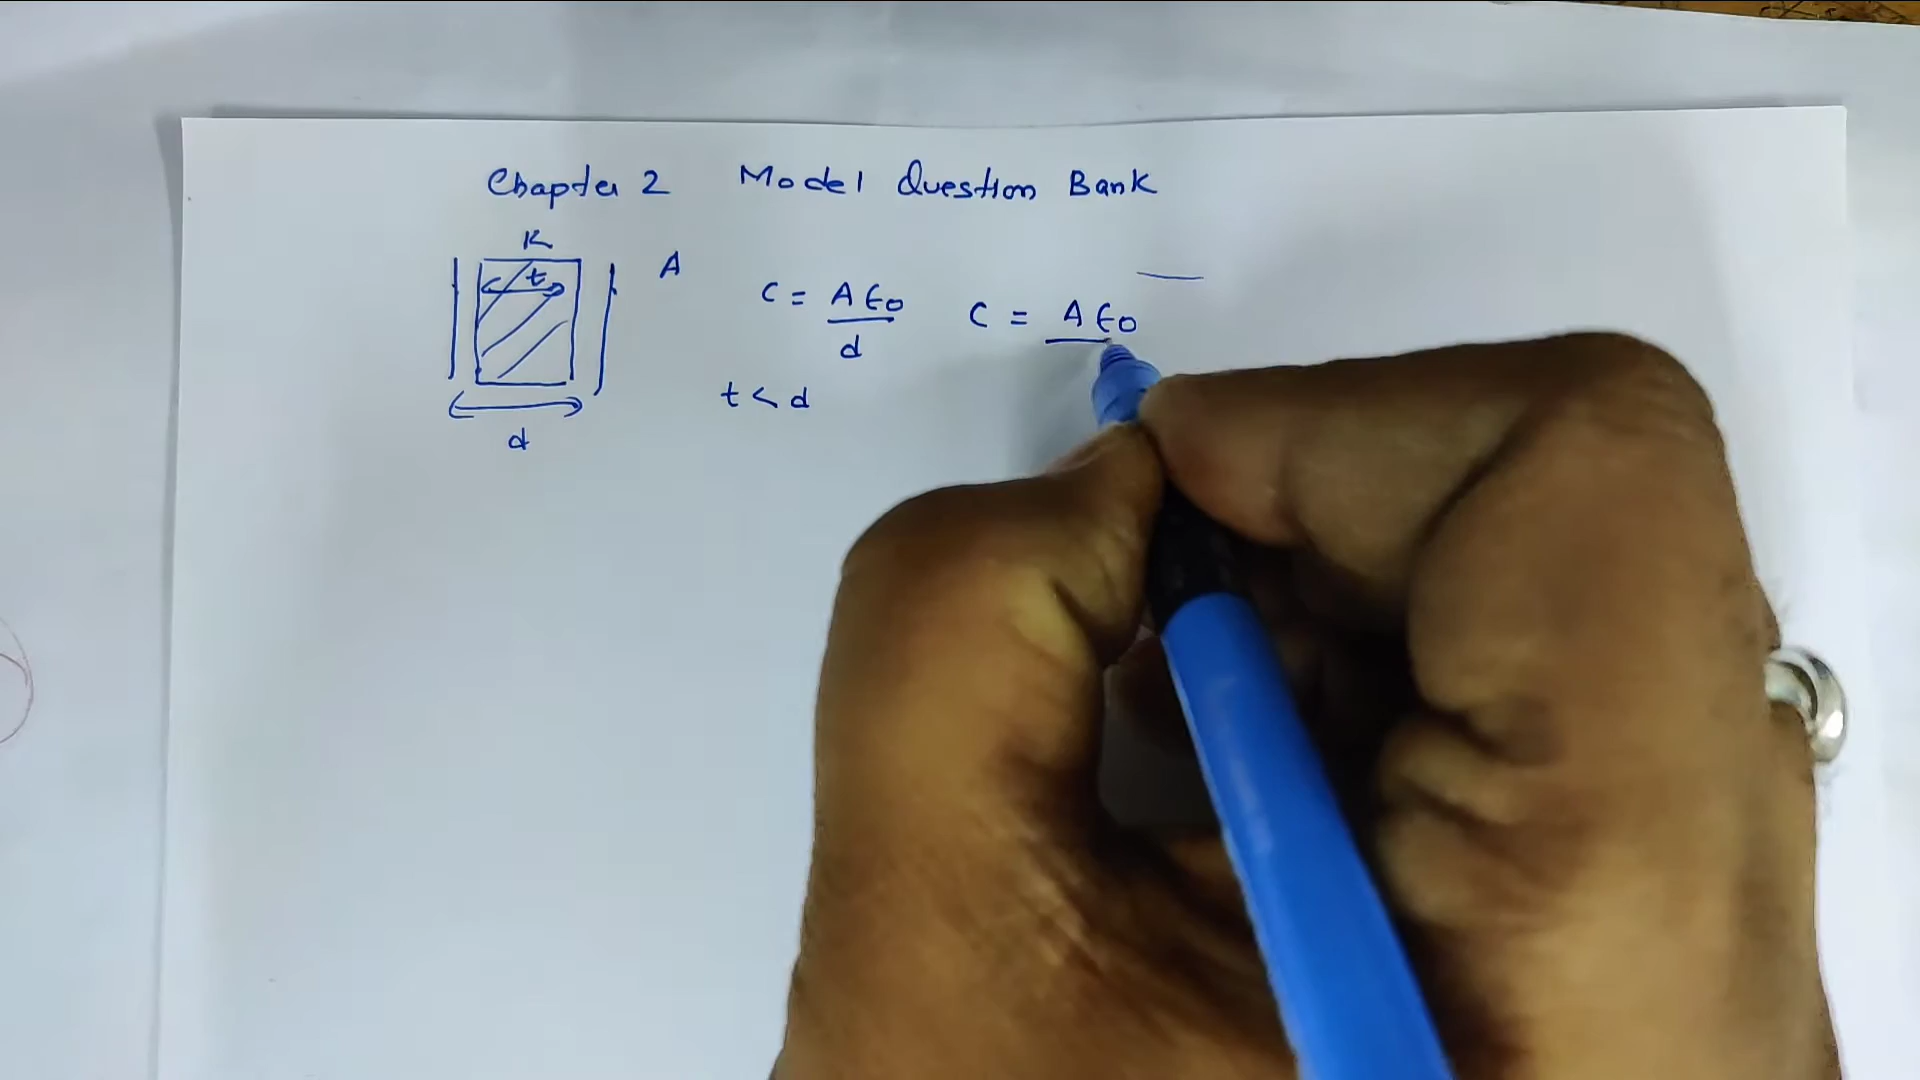 Chapter 2 Model Question Bank
K
t
A
C = Aϵ0 / d
C = Aϵ0
t < d
d